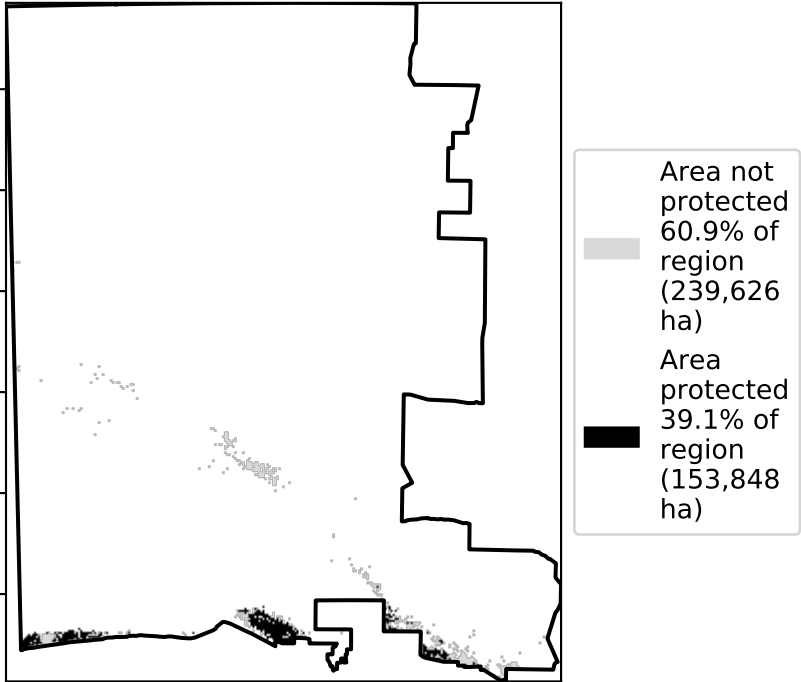 Area not
protected
60.9% of
region
(239,626
ha)
Area
protected
39.1% of
region
(153,848
ha)